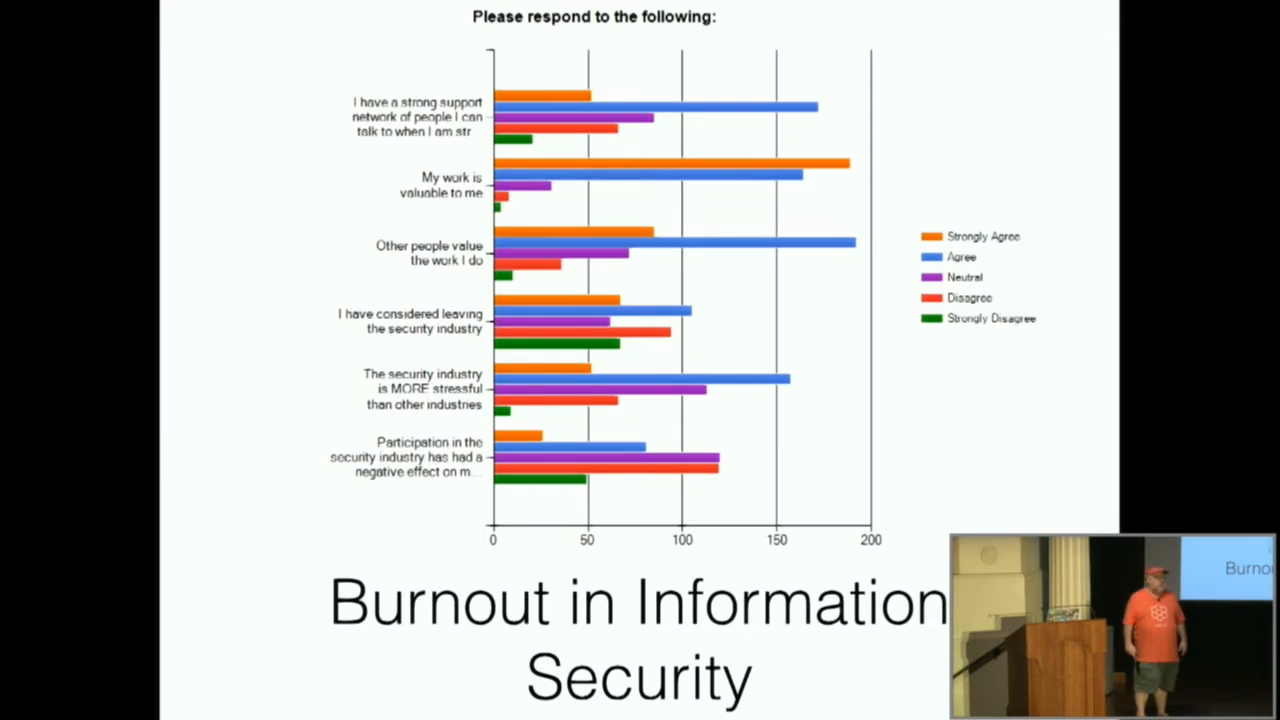 Please respond to the following:
I have a strong support
network of people I can
talk to when I am str...
My work is
valuable to me
Other people value
the work I do
I have considered leaving
the security industry
The security industry
is MORE stressful
than other industries
Participation in the
security industry has had a
negative effect on m...
0 50 100 150 200
Strongly Agree
Agree
Neutral
Disagree
Strongly Disagree
Burnout in Information
Security
Burno